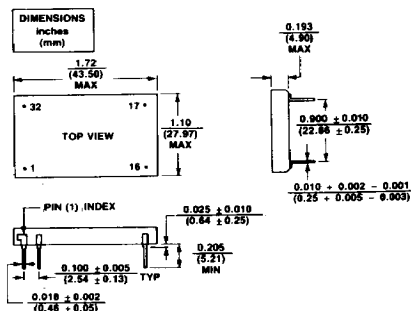 DIMENSIONS
inches
(mm)
1.72
(43.50)
MAX
0.193
(4.90)
MAX
32
17
TOP VIEW
1
16
1.10
(27.97)
MAX
0.900 ± 0.010
(22.86 ± 0.25)
0.010 + 0.002 - 0.001
(0.25 + 0.005 - 0.003)
PIN (1) INDEX
0.025 ± 0.010
(0.64 ± 0.25)
0.205
(5.21)
MIN
0.100 ± 0.005
(2.54 ± 0.13)
TYP
0.018 ± 0.002
(0.46 ± 0.05)